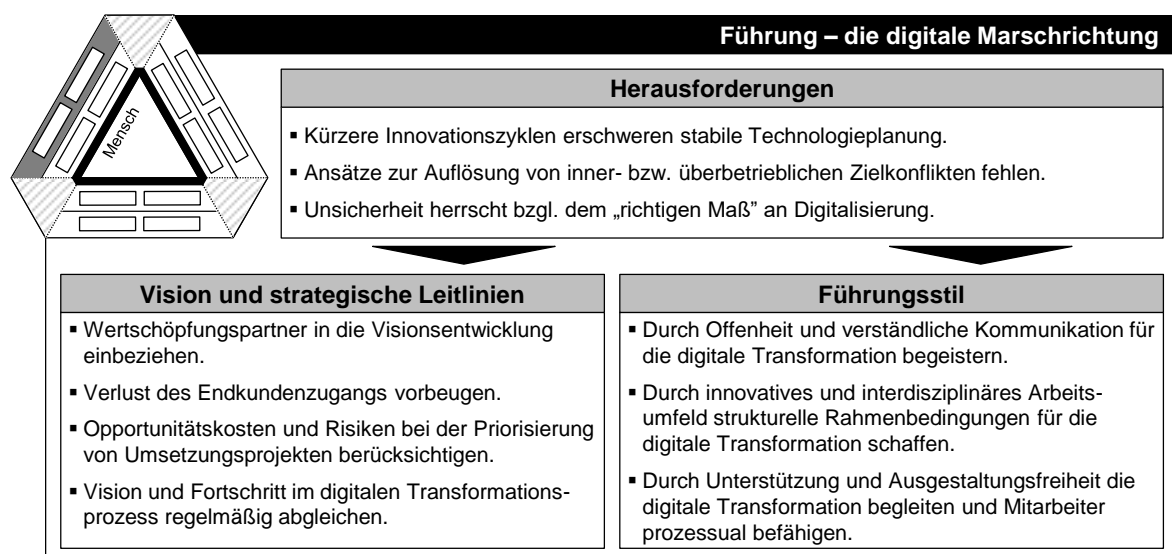 Führung – die digitale Marschrichtung
Mensch
Herausforderungen
▪ Kürzere Innovationszyklen erschweren stabile Technologieplanung.
▪ Ansätze zur Auflösung von inner- bzw. überbetrieblichen Zielkonflikten fehlen.
▪ Unsicherheit herrscht bzgl. dem „richtigen Maß" an Digitalisierung.
Vision und strategische Leitlinien
▪ Wertschöpfungspartner in die Visionsentwicklung
einbeziehen.
▪ Verlust des Endkundenzugangs vorbeugen.
▪ Opportunitätskosten und Risiken bei der Priorisierung
von Umsetzungsprojekten berücksichtigen.
▪ Vision und Fortschritt im digitalen Transformations-
prozess regelmäßig abgleichen.
Führungsstil
▪ Durch Offenheit und verständliche Kommunikation für
die digitale Transformation begeistern.
▪ Durch innovatives und interdisziplinäres Arbeits-
umfeld strukturelle Rahmenbedingungen für die
digitale Transformation schaffen.
▪ Durch Unterstützung und Ausgestaltungsfreiheit die
digitale Transformation begleiten und Mitarbeiter
prozessual befähigen.